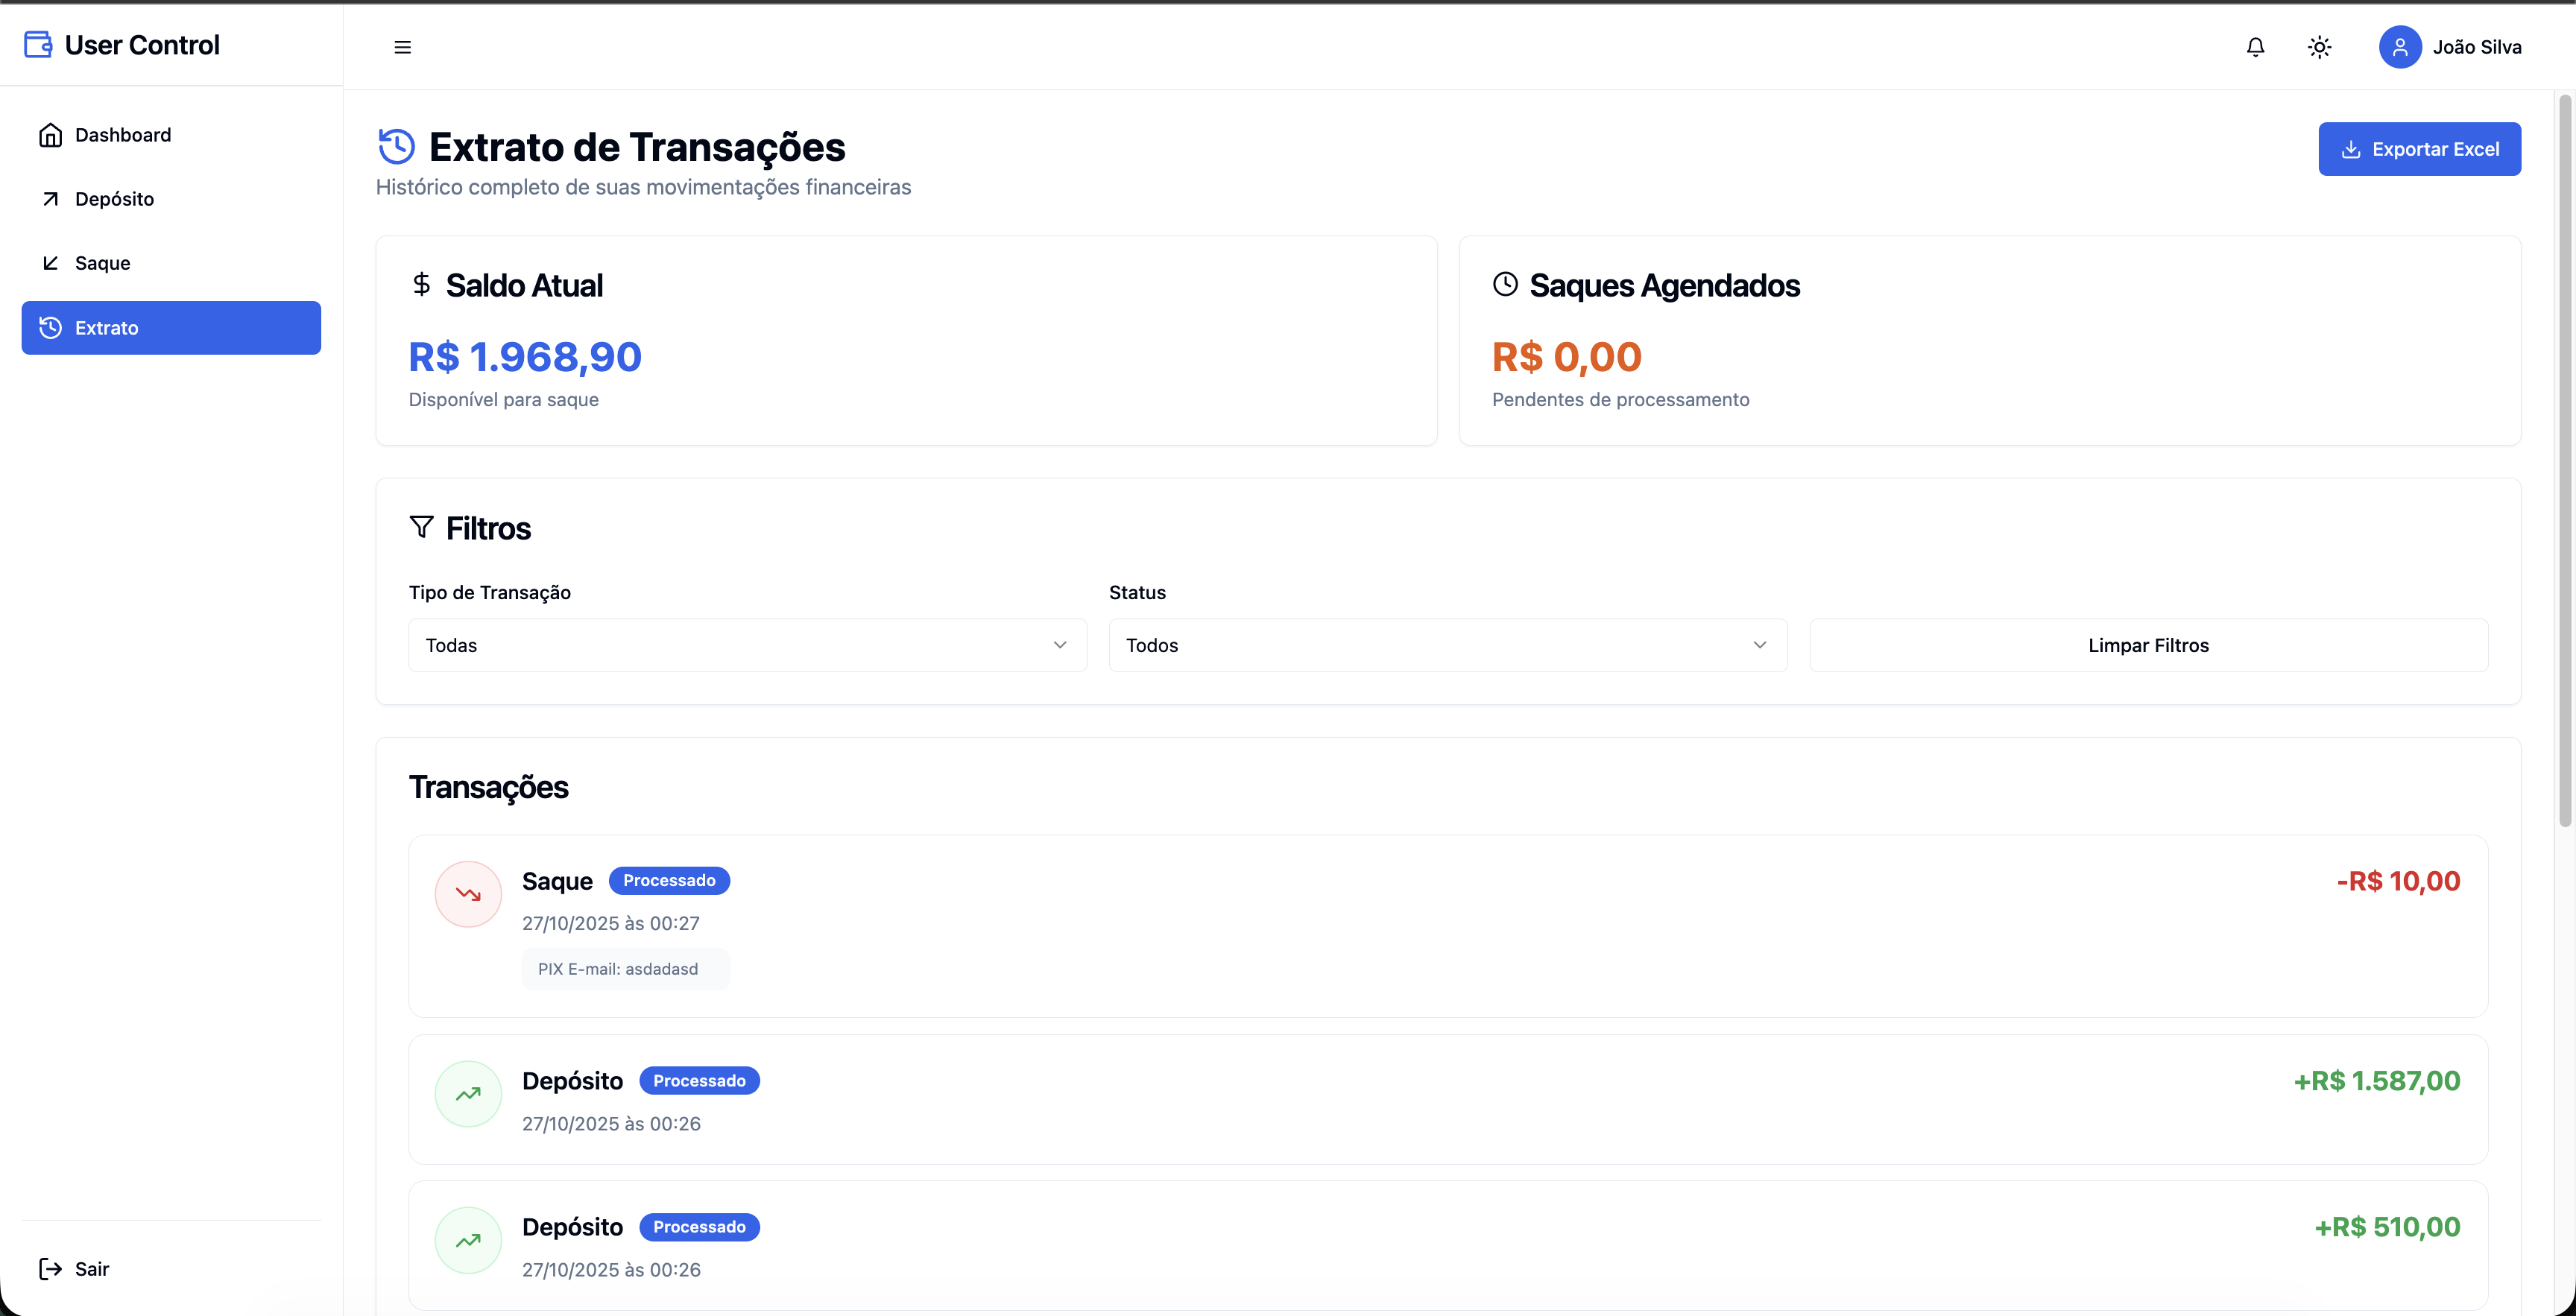 User Control
João Silva
Dashboard
Depósito
Saque
Extrato
Sair
Extrato de Transações
Histórico completo de suas movimentações financeiras
Exportar Excel
Saldo Atual
R$ 1.968,90
Disponível para saque
Saques Agendados
R$ 0,00
Pendentes de processamento
Filtros
Tipo de Transação
Todas
Status
Todos
Limpar Filtros
Transações
Saque Processado -R$ 10,00
27/10/2025 às 00:27
PIX E-mail: asdadasd
Depósito Processado +R$ 1.587,00
27/10/2025 às 00:26
Depósito Processado +R$ 510,00
27/10/2025 às 00:26